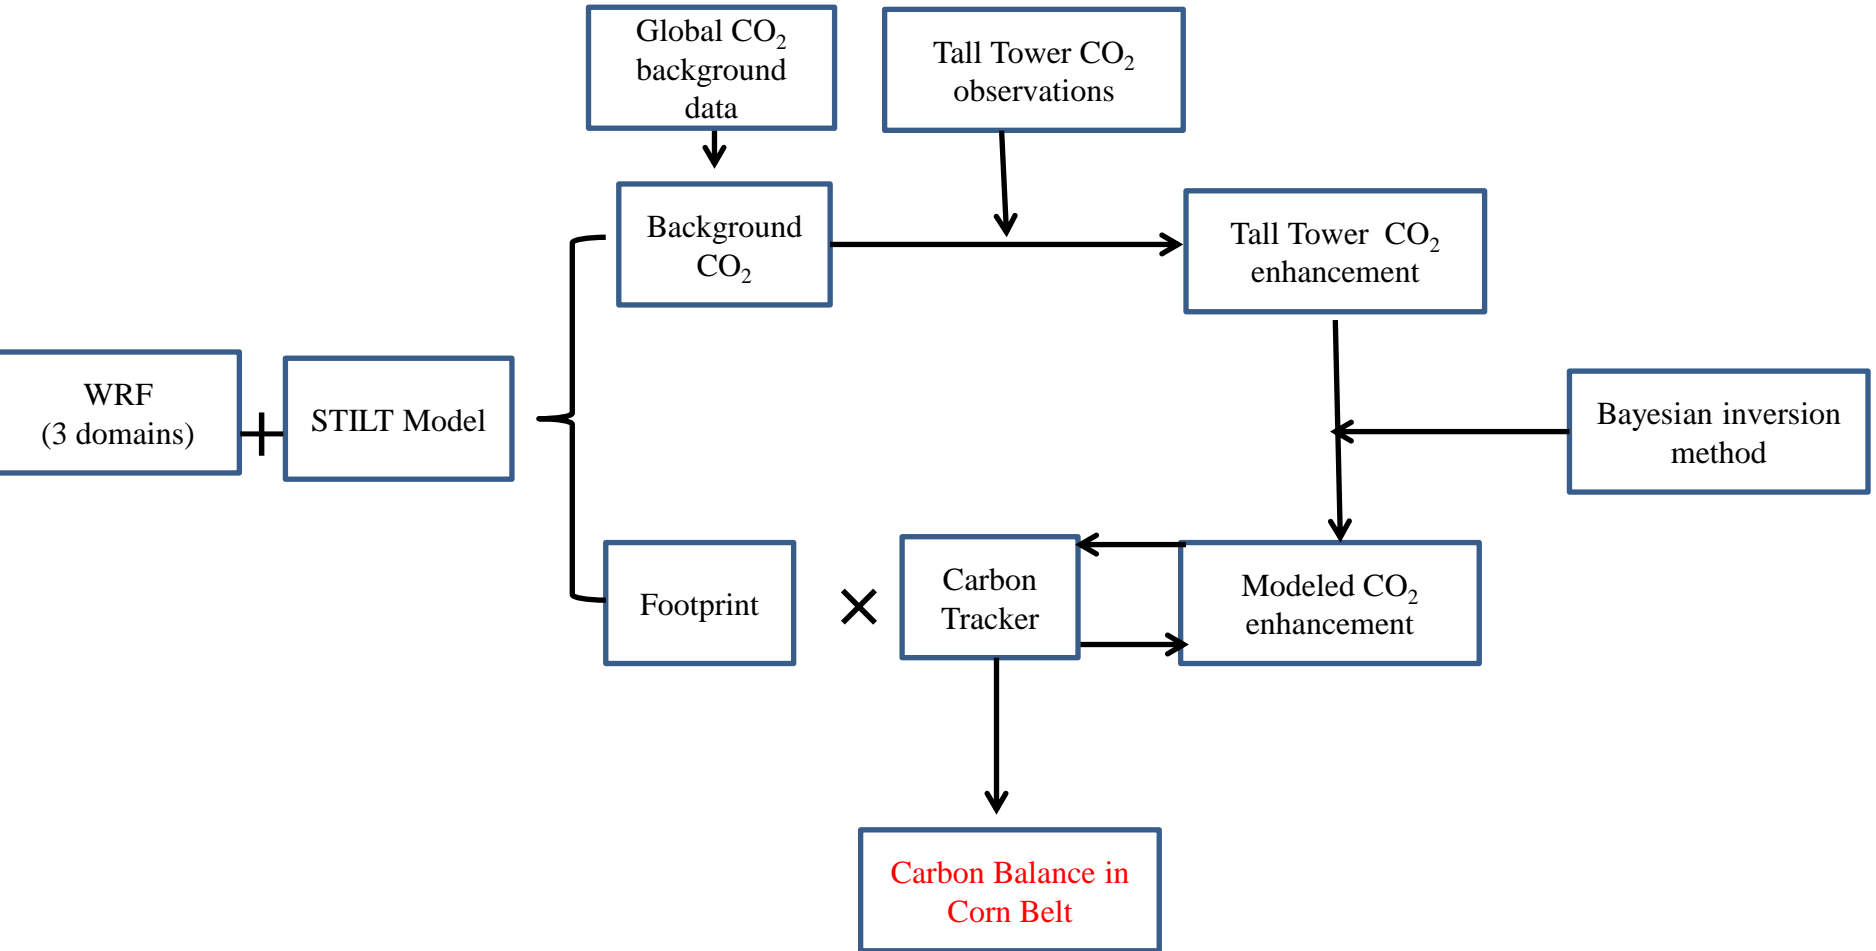 Global CO₂
background
data
Tall Tower CO₂
observations
Background
CO₂
Tall Tower CO₂
enhancement
WRF
(3 domains)
+
STILT Model
Bayesian inversion
method
Footprint
×
Carbon
Tracker
Modeled CO₂
enhancement
Carbon Balance in
Corn Belt